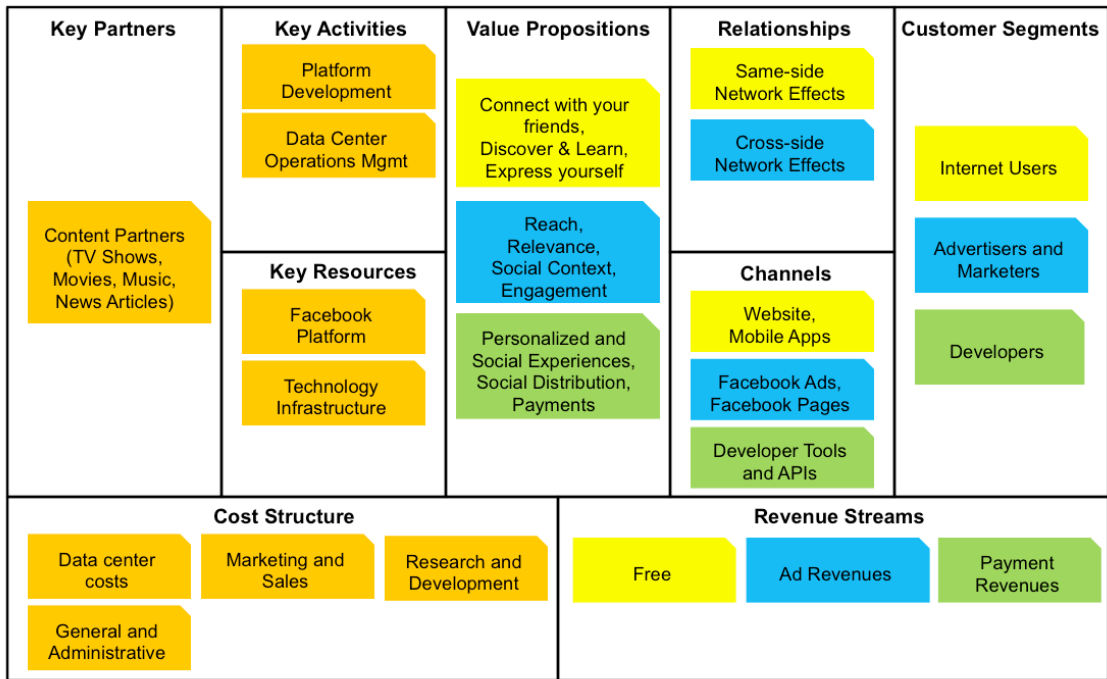 Key Partners
Content Partners
(TV Shows,
Movies, Music,
News Articles)
Key Activities
Platform
Development
Data Center
Operations Mgmt
Key Resources
Facebook
Platform
Technology
Infrastructure
Value Propositions
Connect with your
friends,
Discover & Learn,
Express yourself
Reach,
Relevance,
Social Context,
Engagement
Personalized and
Social Experiences,
Social Distribution,
Payments
Relationships
Same-side
Network Effects
Cross-side
Network Effects
Channels
Website,
Mobile Apps
Facebook Ads,
Facebook Pages
Developer Tools
and APIs
Customer Segments
Internet Users
Advertisers and
Marketers
Developers
Cost Structure
Data center
costs
Marketing and
Sales
Research and
Development
General and
Administrative
Revenue Streams
Free
Ad Revenues
Payment
Revenues